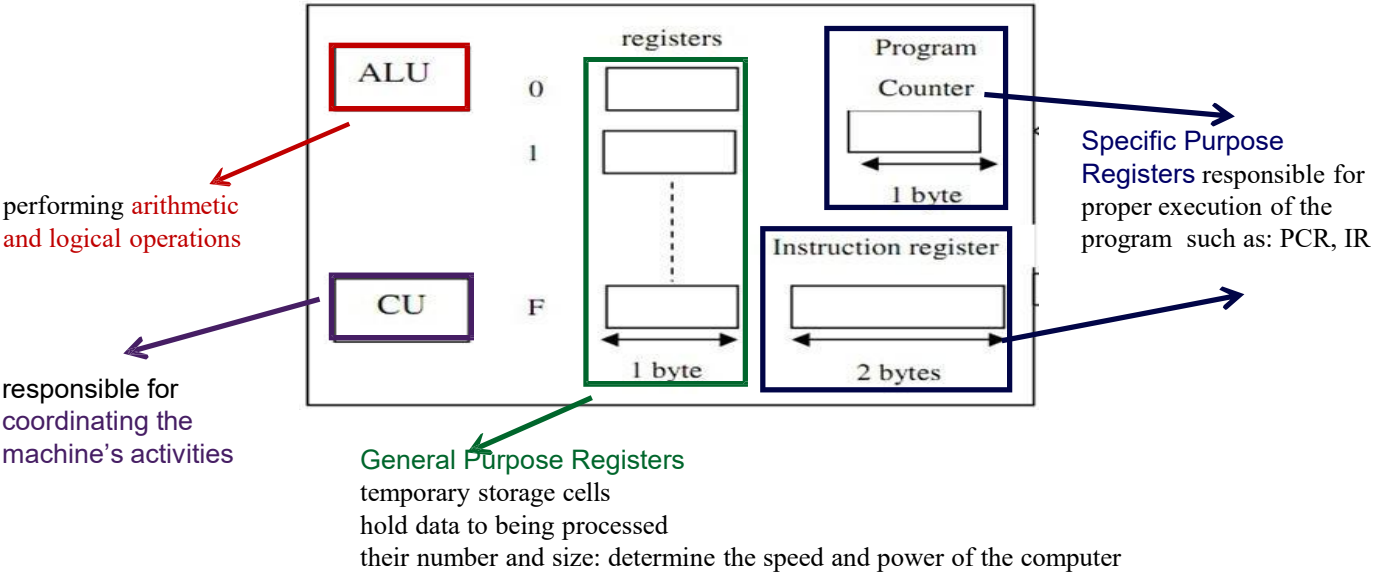 ALU
registers
0
1
F
1 byte
Program
Counter
1 byte
Instruction register
2 bytes
CU
performing arithmetic
and logical operations
responsible for
coordinating the
machine’s activities
Specific Purpose
Registers responsible for
proper execution of the
program such as: PCR, IR
General Purpose Registers
temporary storage cells
hold data to being processed
their number and size: determine the speed and power of the computer